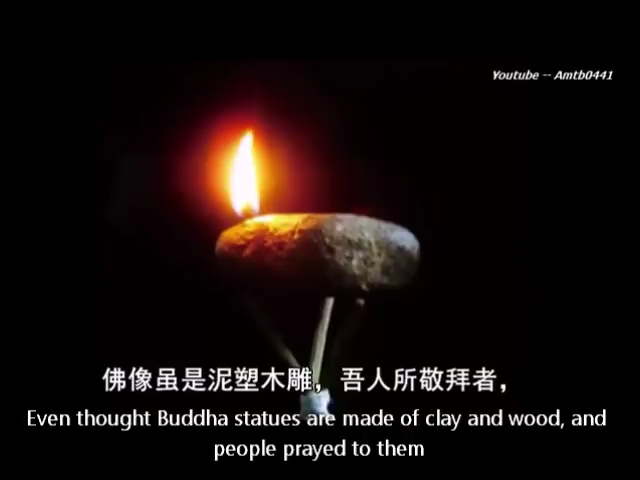 Youtube -- Amtb0441
佛像虽是泥塑木雕，吾人所敬拜者，
Even thought Buddha statues are made of clay and wood, and
people prayed to them